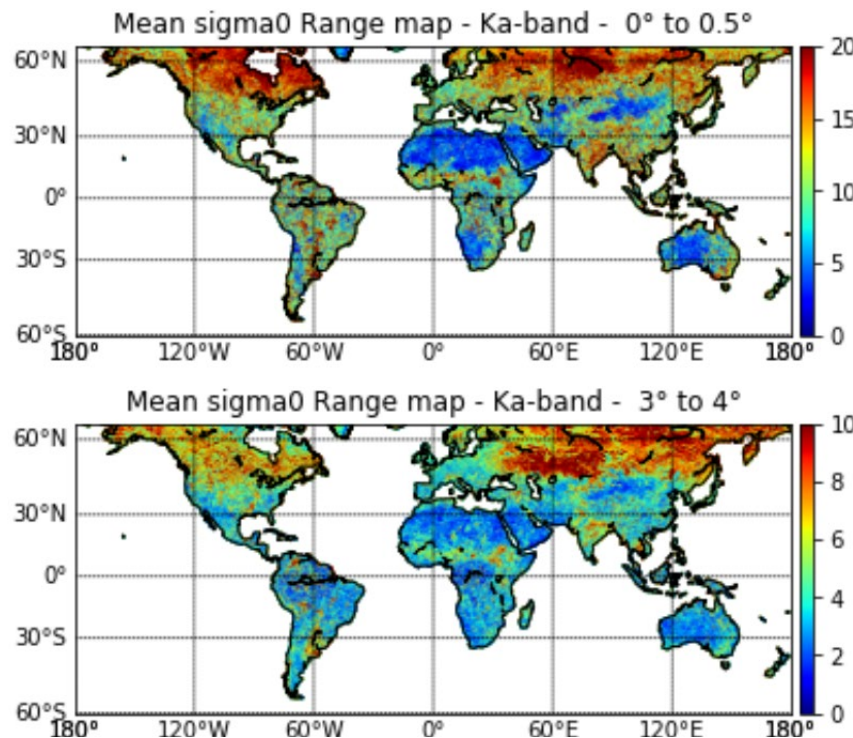 Mean sigma0 Range map - Ka-band - 0° to 0.5°
60°N
30°N
0°
30°S
60°S
180° 120°W 60°W 0° 60°E 120°E 180°
20
15
10
5
0
Mean sigma0 Range map - Ka-band - 3° to 4°
60°N
30°N
0°
30°S
60°S
180° 120°W 60°W 0° 60°E 120°E 180°
10
8
6
4
2
0